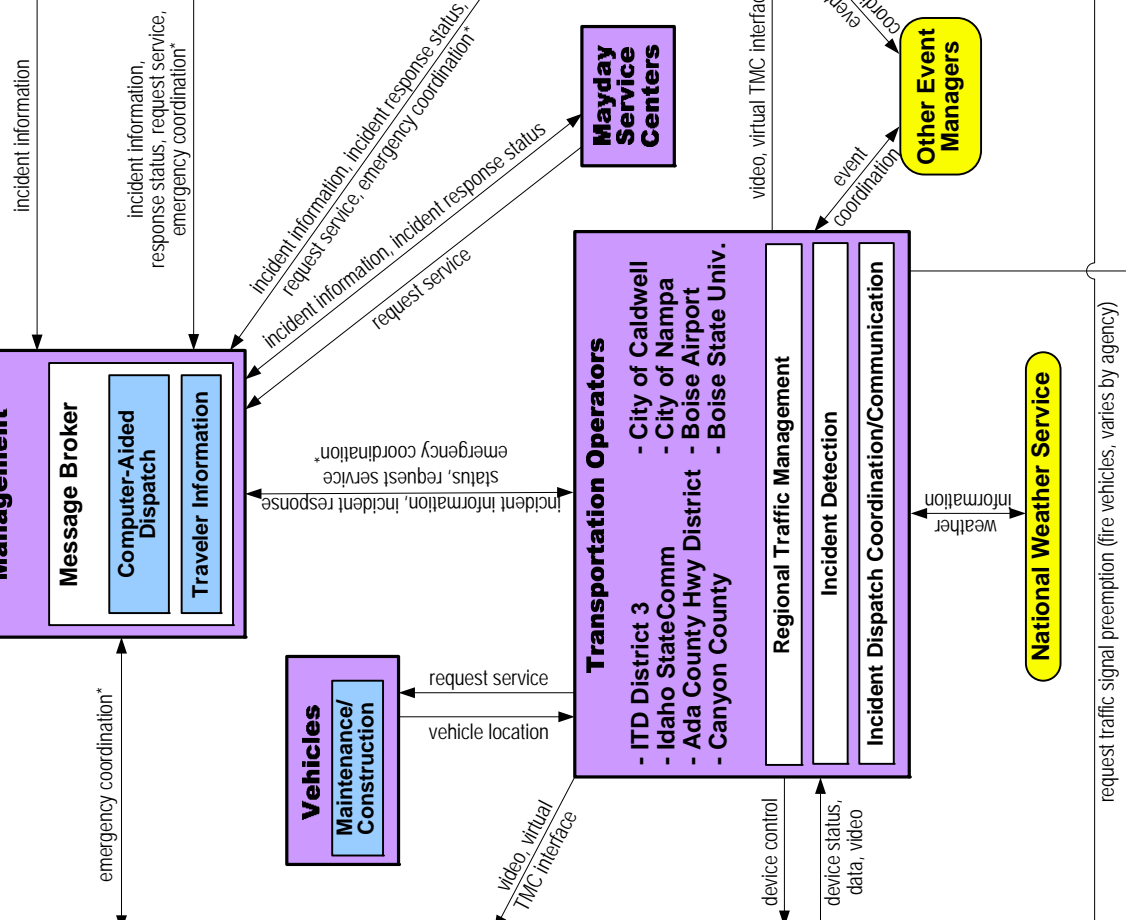 incident information
incident information,
response status, request service,
emergency coordination*
incident information, incident response status,
request service, emergency coordination*
incident information, incident response status
request service
Mayday
Service
Centers
video, virtual TMC interfac
event
coordi
Other Event
Managers
event
coordination
Management
Message Broker
Computer-Aided
Dispatch
Traveler Information
incident information, incident response
status, request service
emergency coordination*
emergency coordination*
Vehicles
Maintenance/
Construction
request service
vehicle location
Transportation Operators
- ITD District 3
- Idaho StateComm
- Ada County Hwy District
- Canyon County
- City of Caldwell
- City of Nampa
- Boise Airport
- Boise State Univ.
Regional Traffic Management
Incident Detection
Incident Dispatch Coordination/Communication
video, virtual
TMC interface
device control
device status,
data, video
weather
information
National Weather Service
request traffic signal preemption (fire vehicles, varies by agency)